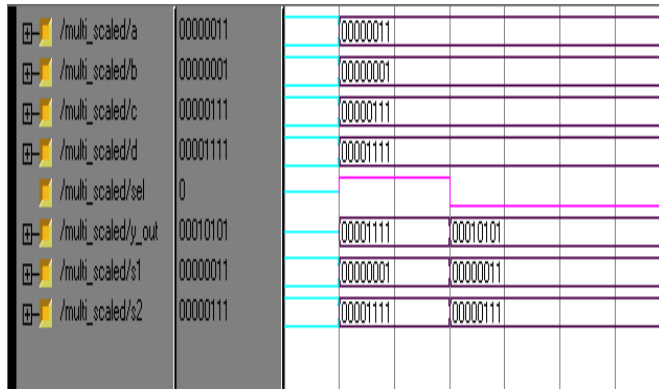 /multi_scaled/a 00000011 00000011
/multi_scaled/b 00000001 00000001
/multi_scaled/c 00000111 00000111
/multi_scaled/d 00001111 00001111
/multi_scaled/sel 0
/multi_scaled/y_out 00010101 00001111 00010101
/multi_scaled/s1 00000011 00000001 00000011
/multi_scaled/s2 00000111 00001111 00000111